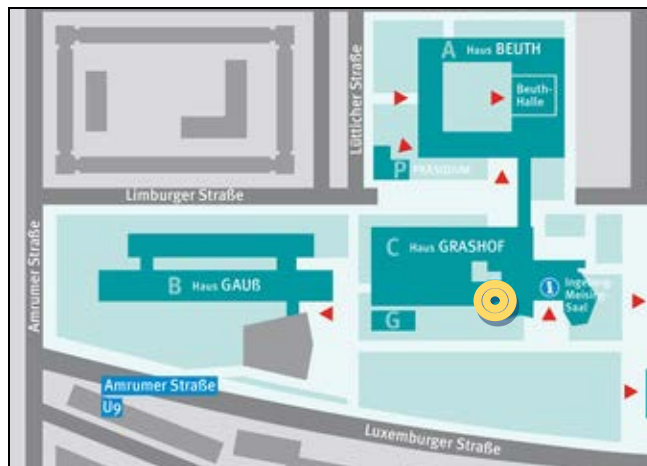 A Haus BEUTH
Beuth-
Halle
Lütticher Straße
P PRÄSIDIUM
Limburger Straße
Amrumer Straße
C Haus GRASHOF
B Haus GAUß
i
Ingeborg-
Meising-
Saal
G
Amrumer Straße
U9
Luxemburger Straße